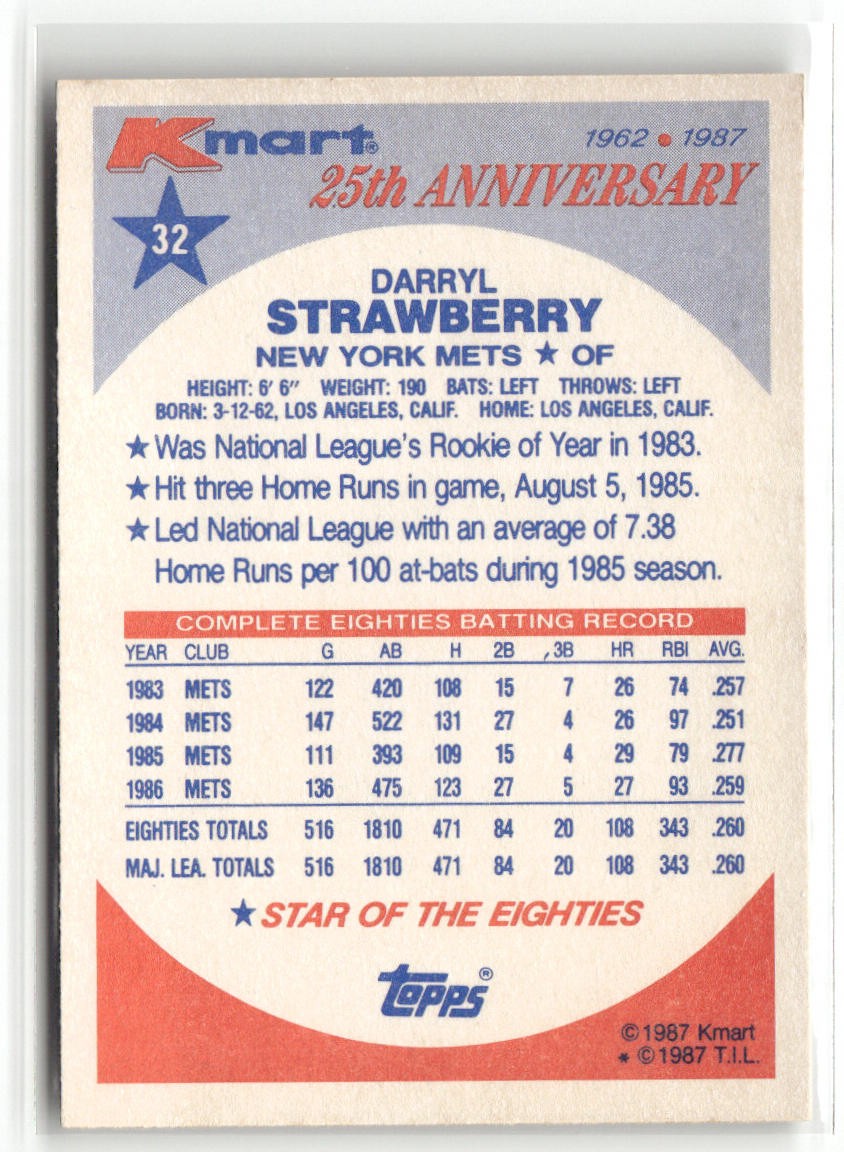 Kmart®
1962 • 1987
25th ANNIVERSARY
32
DARRYL
STRAWBERRY
NEW YORK METS ★ OF
HEIGHT: 6' 6" WEIGHT: 190 BATS: LEFT THROWS: LEFT
BORN: 3-12-62, LOS ANGELES, CALIF. HOME: LOS ANGELES, CALIF.
★ Was National League's Rookie of Year in 1983.
★ Hit three Home Runs in game, August 5, 1985.
★ Led National League with an average of 7.38
Home Runs per 100 at-bats during 1985 season.
COMPLETE EIGHTIES BATTING RECORD
YEAR CLUB G AB H 2B 3B HR RBI AVG.
1983 METS 122 420 108 15 7 26 74 .257
1984 METS 147 522 131 27 4 26 97 .251
1985 METS 111 393 109 15 4 29 79 .277
1986 METS 136 475 123 27 5 27 93 .259
EIGHTIES TOTALS 516 1810 471 84 20 108 343 .260
MAJ. LEA. TOTALS 516 1810 471 84 20 108 343 .260
★ STAR OF THE EIGHTIES
topps®
©1987 Kmart
* ©1987 T.I.L.